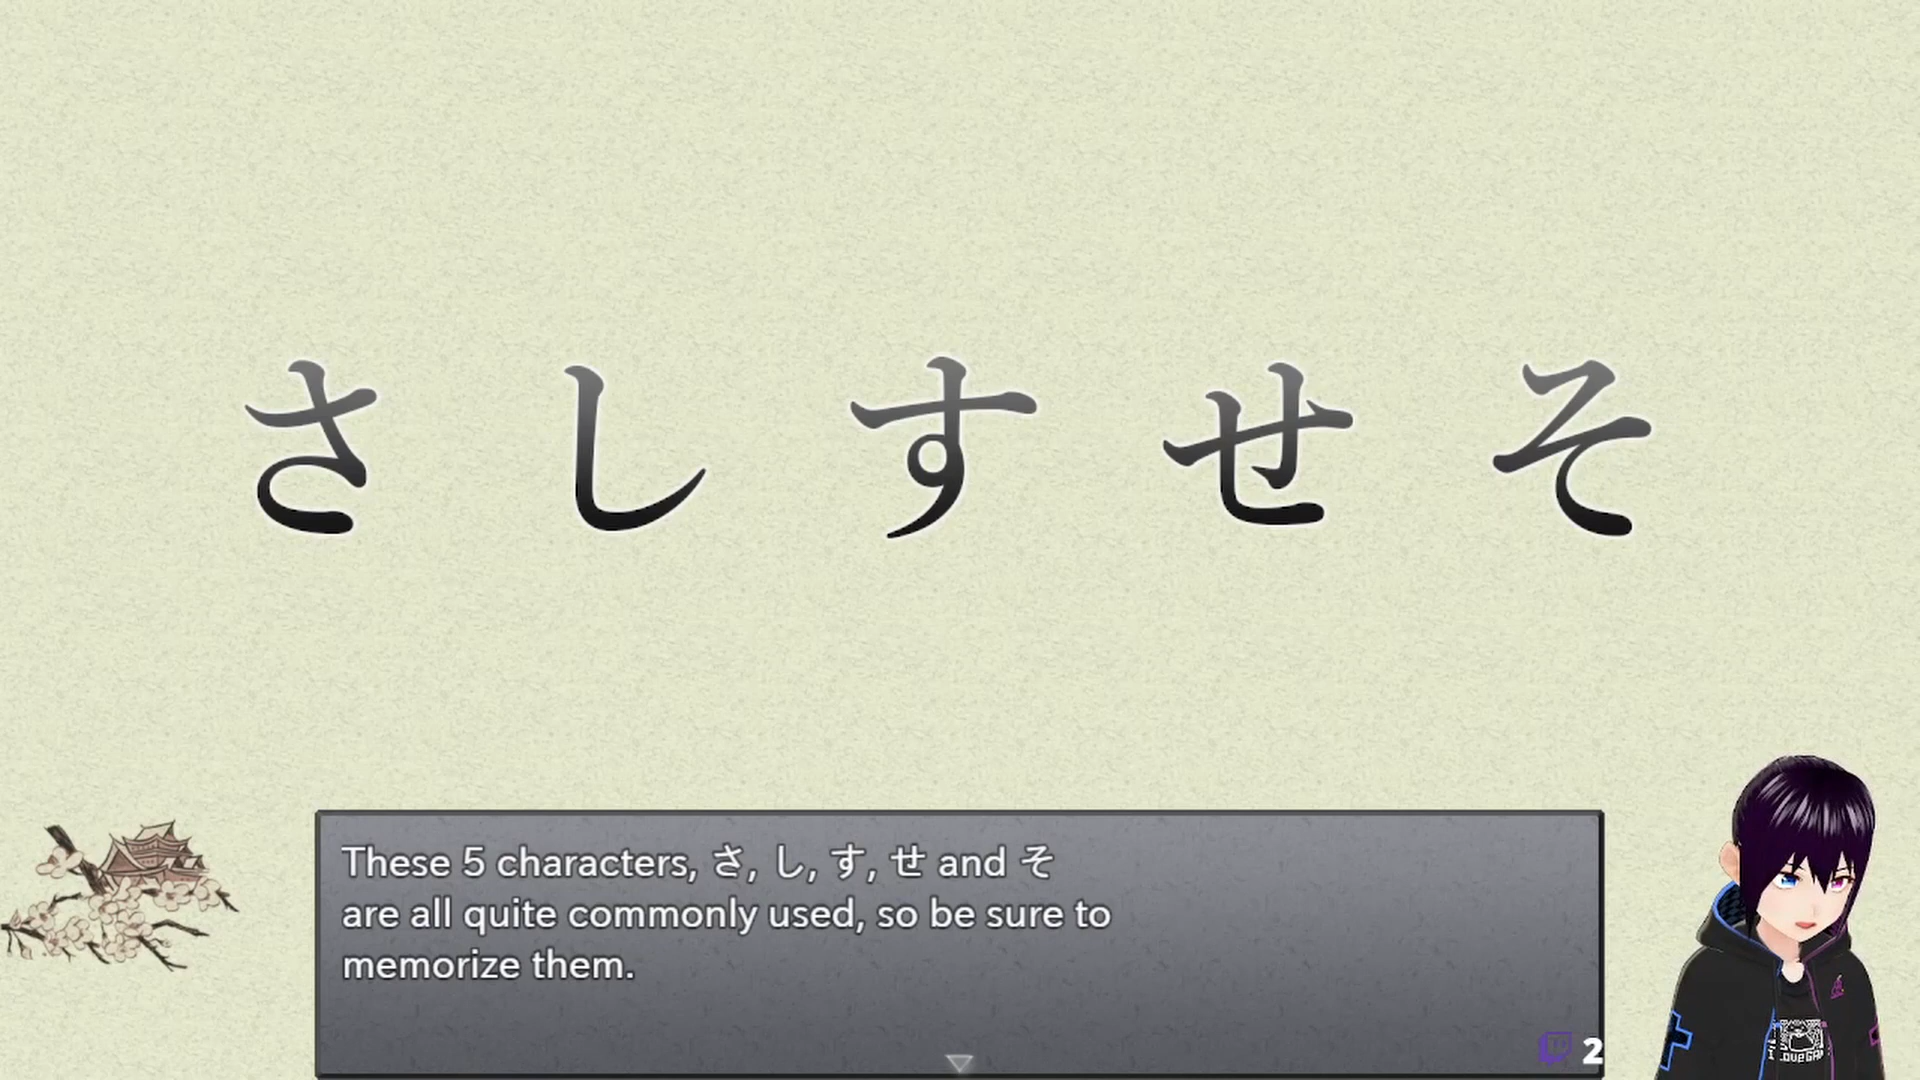 さ し す せ そ
These 5 characters, さ, し, す, せ and そ
are all quite commonly used, so be sure to
memorize them.
2